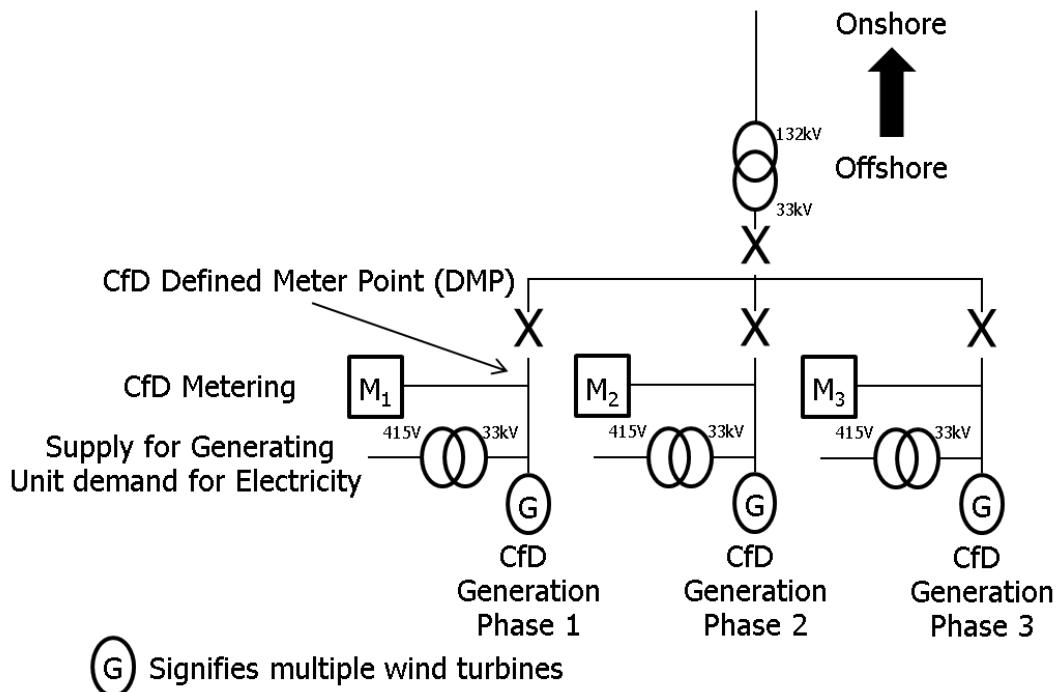 Onshore
132kV
Offshore
33kV
X
CfD Defined Meter Point (DMP)
X X X
CfD Metering
M₁ M₂ M₃
415V 33kV 415V 33kV 415V 33kV
Supply for Generating
Unit demand for Electricity
G G G
CfD CfD CfD
Generation Generation Generation
Phase 1 Phase 2 Phase 3
G Signifies multiple wind turbines